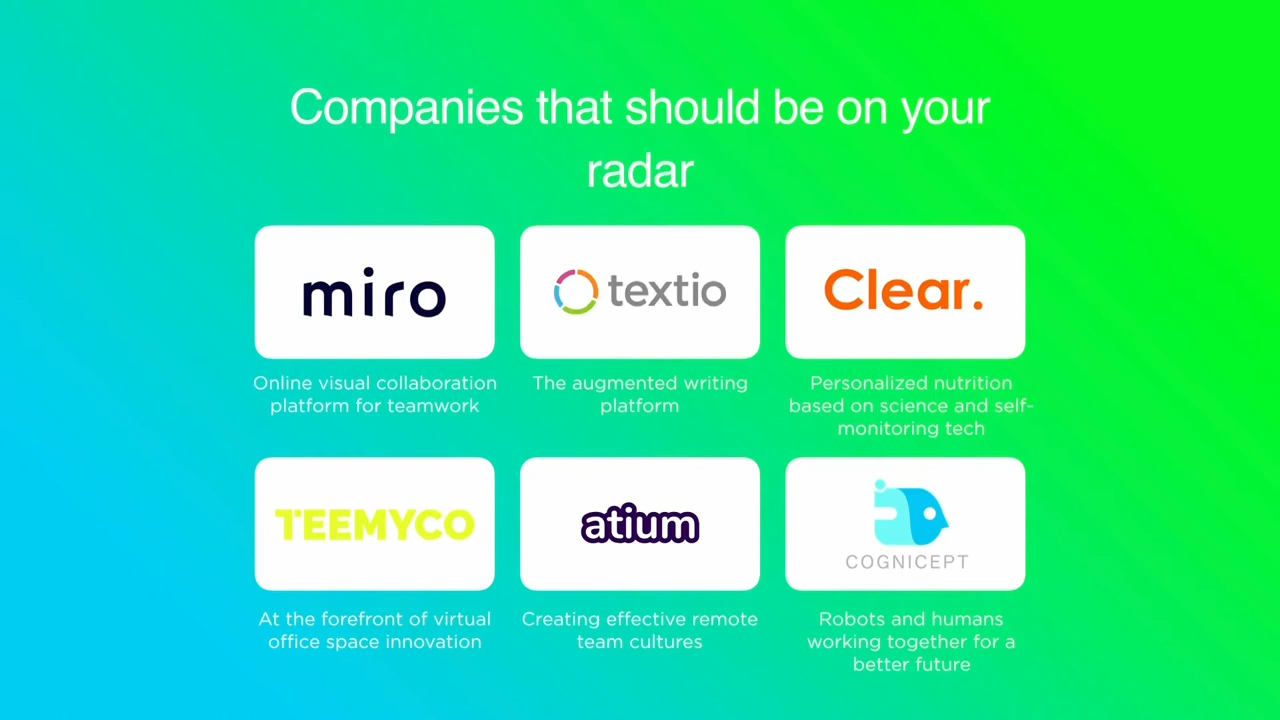 Companies that should be on your
radar
miro
textio
Clear.
Online visual collaboration
platform for teamwork
The augmented writing
platform
Personalized nutrition
based on science and self-
monitoring tech
TEEMYCO
atium
COGNICEPT
At the forefront of virtual
office space innovation
Creating effective remote
team cultures
Robots and humans
working together for a
better future